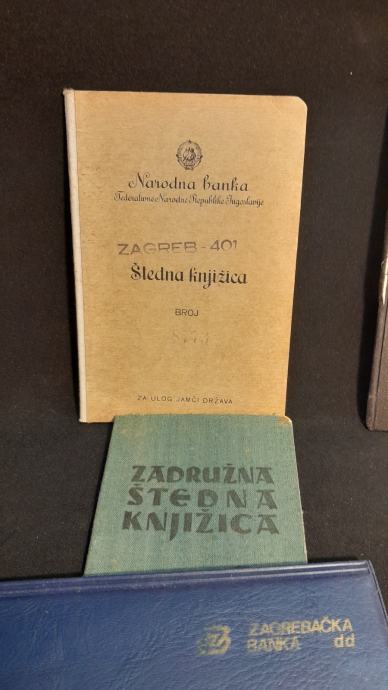 Narodna banka
Federativne Narodne Republike Jugoslavije
ZAGREB - 401
Štedna knjižica
BROJ
ZA ULOG JAMČI DRŽAVA
ZADRUŽNA
ŠTEDNA
KNJIŽICA
ZAGREBAČKA
BANKA dd